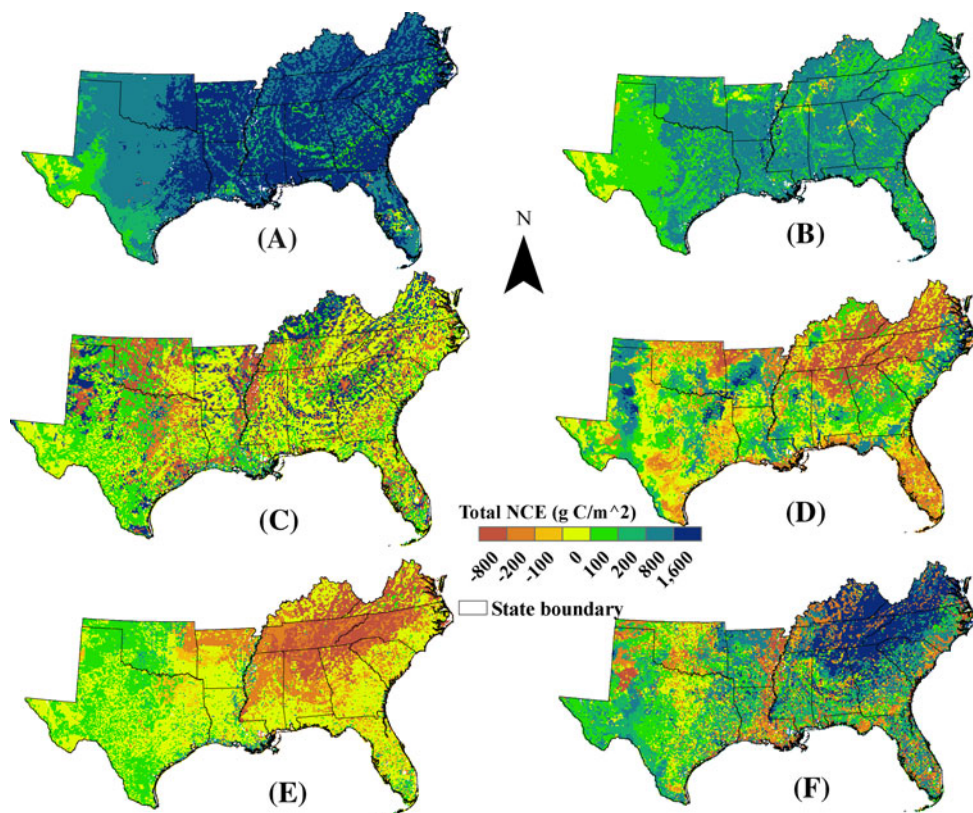 (A)
(B)
N
(C)
(D)
Total NCE (g C/m^2)
-800
-200
-100
0
100
200
800
1,600
State boundary
(E)
(F)